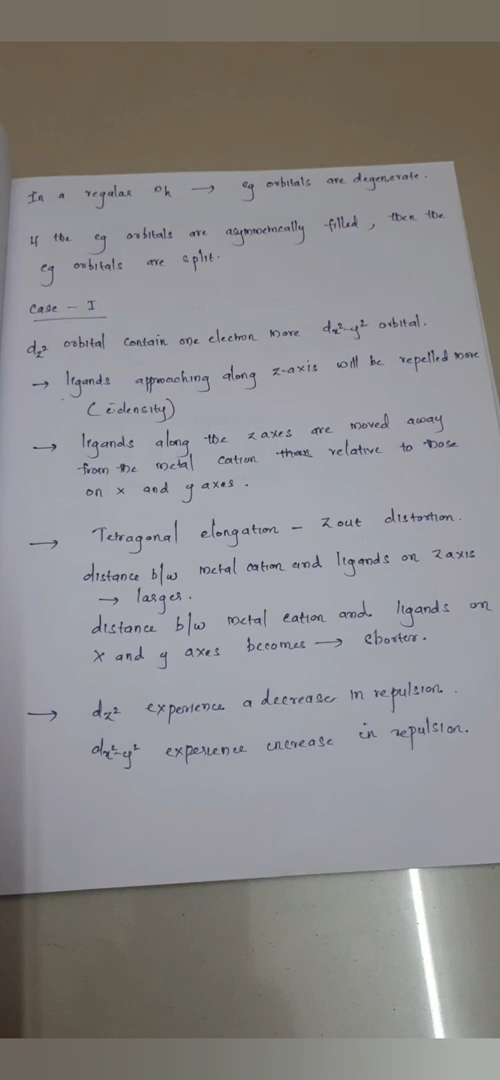 In a regular Oh → eg orbitals are degenerate.
If the eg orbitals are asymmetrically filled, then the
eg orbitals are split.
Case - I
dz² orbital contain one electron more dx²-y² orbital.
→ ligands approaching along z-axis will be repelled more
(ēdensity)
→ ligands along the z axes are moved away
from the metal cation than relative to those
on x and y axes.
→ Tetragonal elongation - z out distortion.
distance b/w metal cation and ligands on z axis
→ larger.
distance b/w metal cation and ligands on
x and y axes becomes → shorter.
→ dz² experience a decrease in repulsion.
dx²-y² experience increase in repulsion.